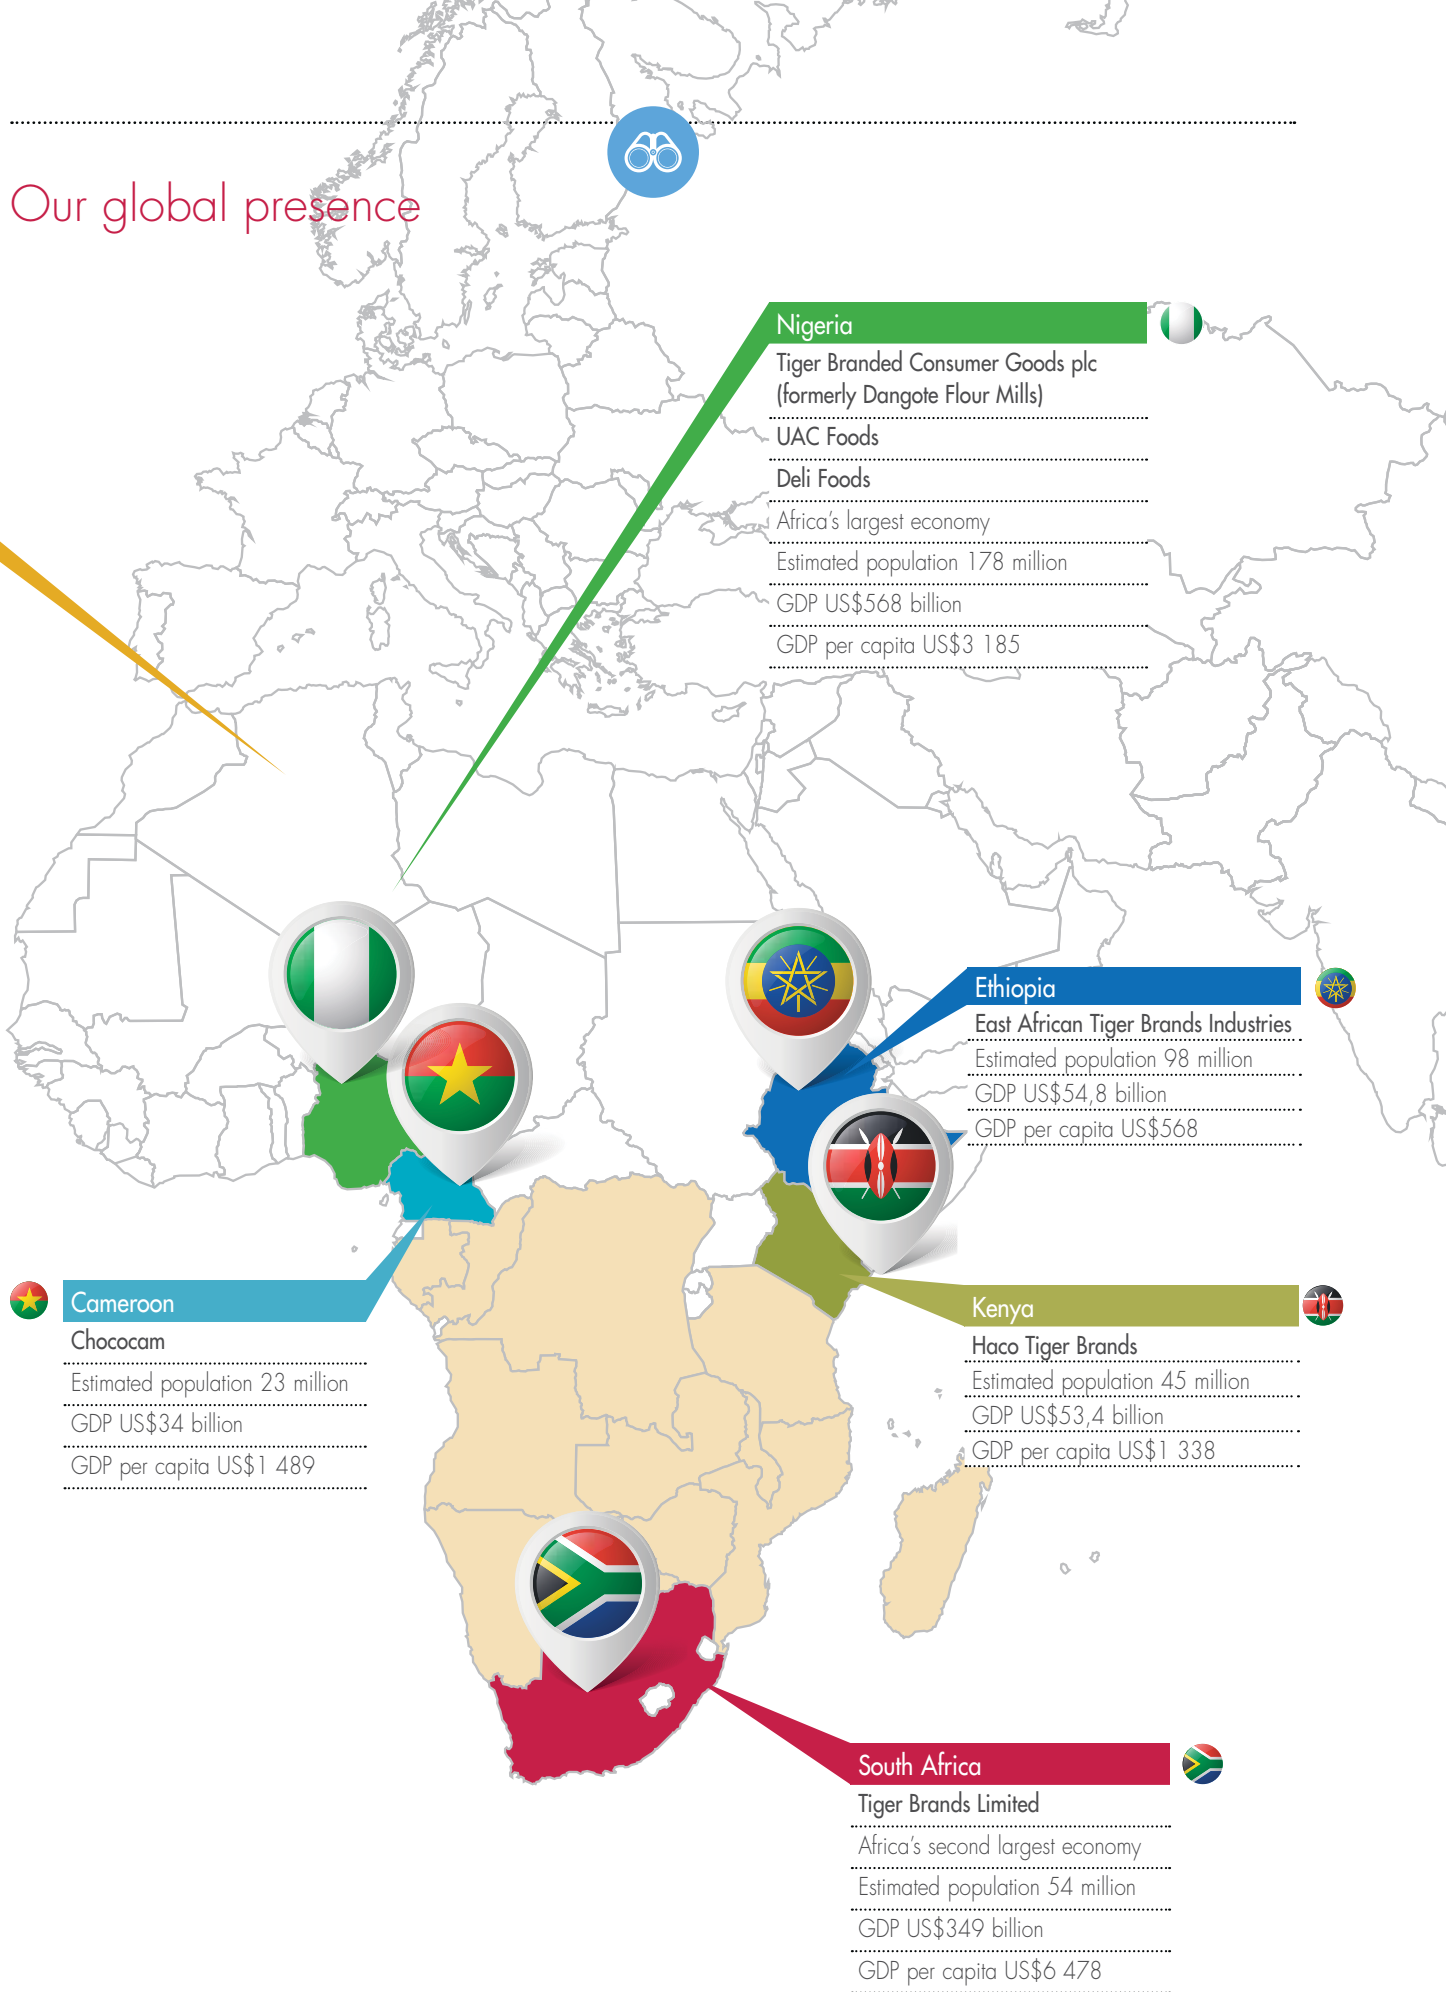 Our global presence
Nigeria
Tiger Branded Consumer Goods plc
(formerly Dangote Flour Mills)
UAC Foods
Deli Foods
Africa’s largest economy
Estimated population 178 million
GDP US$568 billion
GDP per capita US$3 185
Ethiopia
East African Tiger Brands Industries
Estimated population 98 million
GDP US$54,8 billion
GDP per capita US$568
Cameroon
Chococam
Estimated population 23 million
GDP US$34 billion
GDP per capita US$1 489
Kenya
Haco Tiger Brands
Estimated population 45 million
GDP US$53,4 billion
GDP per capita US$1 338
South Africa
Tiger Brands Limited
Africa’s second largest economy
Estimated population 54 million
GDP US$349 billion
GDP per capita US$6 478